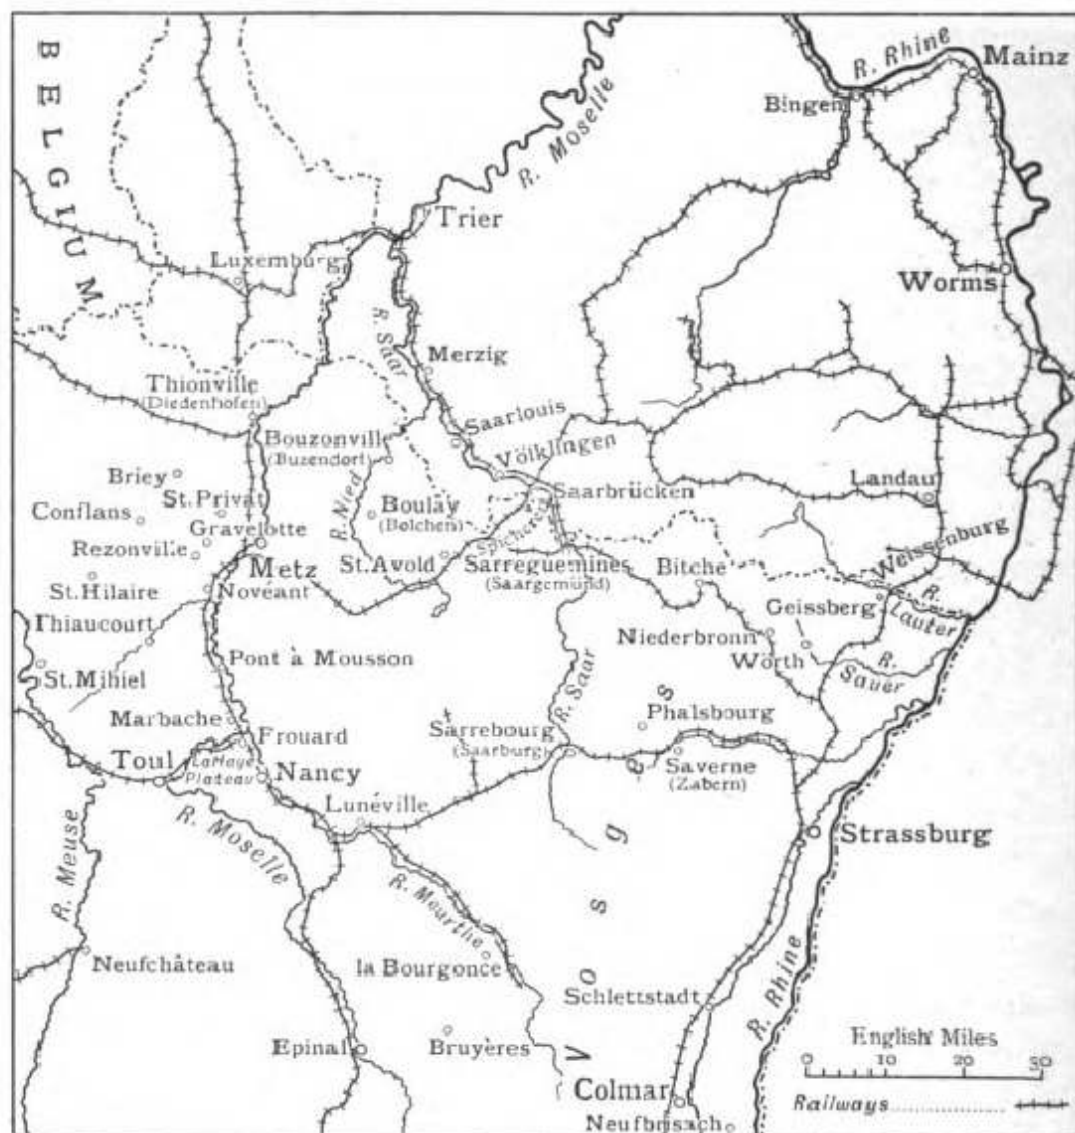 BELGIUM
R. Rhine
Mainz
Bingen
R. Moselle
Trier
Luxemburg
Worms
R. Saar
Merzig
Thionville
(Diedenhofen)
Saarlouis
Bouzonville
(Buzendorf)
Völklingen
Briey
St. Privat
R. Nied
Boulay
(Bolchen)
Saarbrücken
Landau
Conflans
Gravelotte
Spicheren
Rezonville
Metz
St. Avold
Sarreguemines
(Saargemünd)
Bitche
Weissenburg
St. Hilaire
Novéant
Geissberg
R. Lauter
Thiaucourt
Niederbronn
Pont à Mousson
Wörth
R. Sauer
St. Mihiel
R. Saar
Marbache
Phalsbourg
Frouard
Sarrebourg
(Saarburg)
Toul
La Haye
Plateau
Nancy
Saverne
(Zabern)
Lunéville
Vosges
R. Meuse
R. Moselle
Strassburg
R. Meurthe
Neufchâteau
la Bourgonce
Schlettstadt
R. Rhine
Epinal
Bruyères
English Miles
0 10 20 30
Colmar
Railways
Neufbrisach